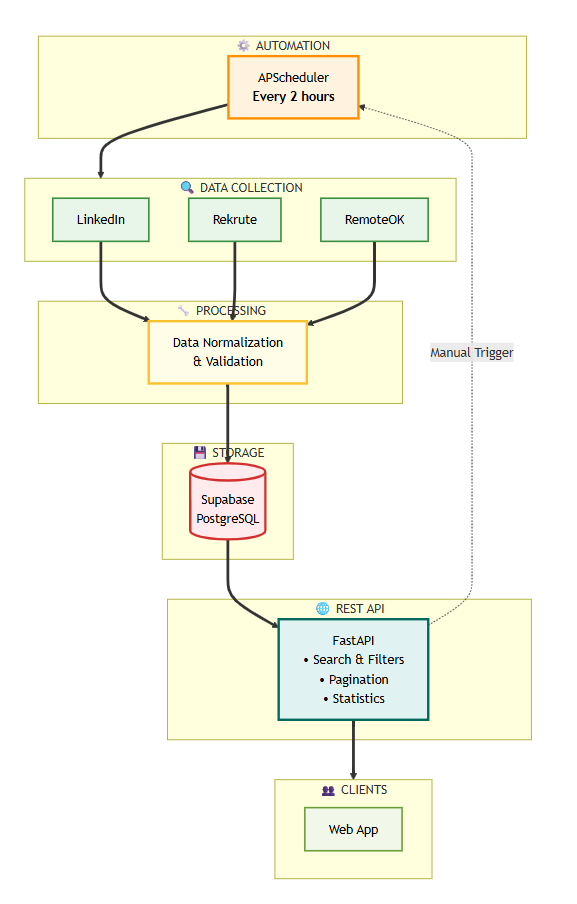 ⚙️ AUTOMATION
APScheduler
Every 2 hours
🔍 DATA COLLECTION
LinkedIn
Rekrute
RemoteOK
🔧 PROCESSING
Data Normalization
& Validation
Manual Trigger
💾 STORAGE
Supabase
PostgreSQL
🌐 REST API
FastAPI
• Search & Filters
• Pagination
• Statistics
👥 CLIENTS
Web App